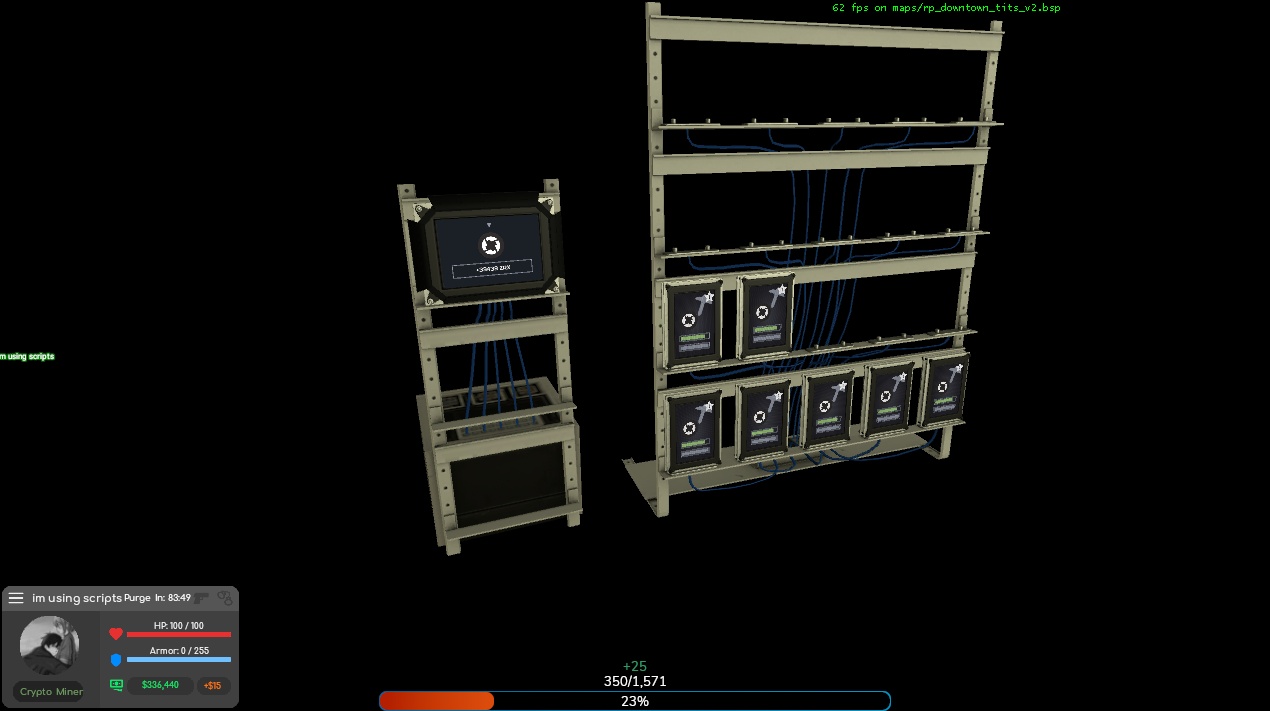 62 fps on maps/rp_downtown_tits_v2.bsp
im using scripts
im using scripts Purge In: 83:49
HP: 100 / 100
Armor: 0 / 255
Crypto Miner
$336,440
+$15
+25
350/1,571
23%